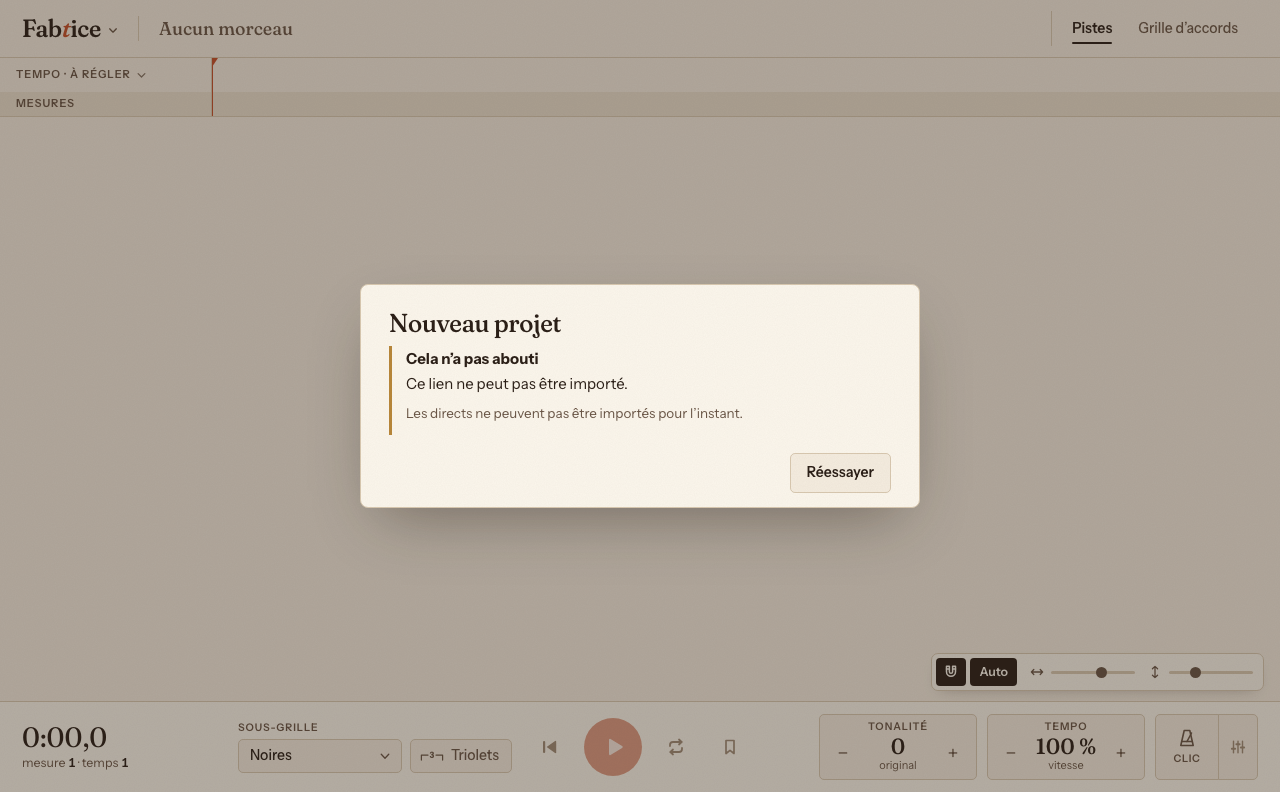 Fabtice
Aucun morceau
Pistes
Grille d’accords
TEMPO · À RÉGLER
MESURES
Nouveau projet
Cela n’a pas abouti
Ce lien ne peut pas être importé.
Les directs ne peuvent pas être importés pour l’instant.
Réessayer
Auto
0:00,0
mesure 1 · temps 1
SOUS-GRILLE
Noires
3 Triolets
TONALITÉ
− 0 +
original
TEMPO
− 100 % +
vitesse
CLIC